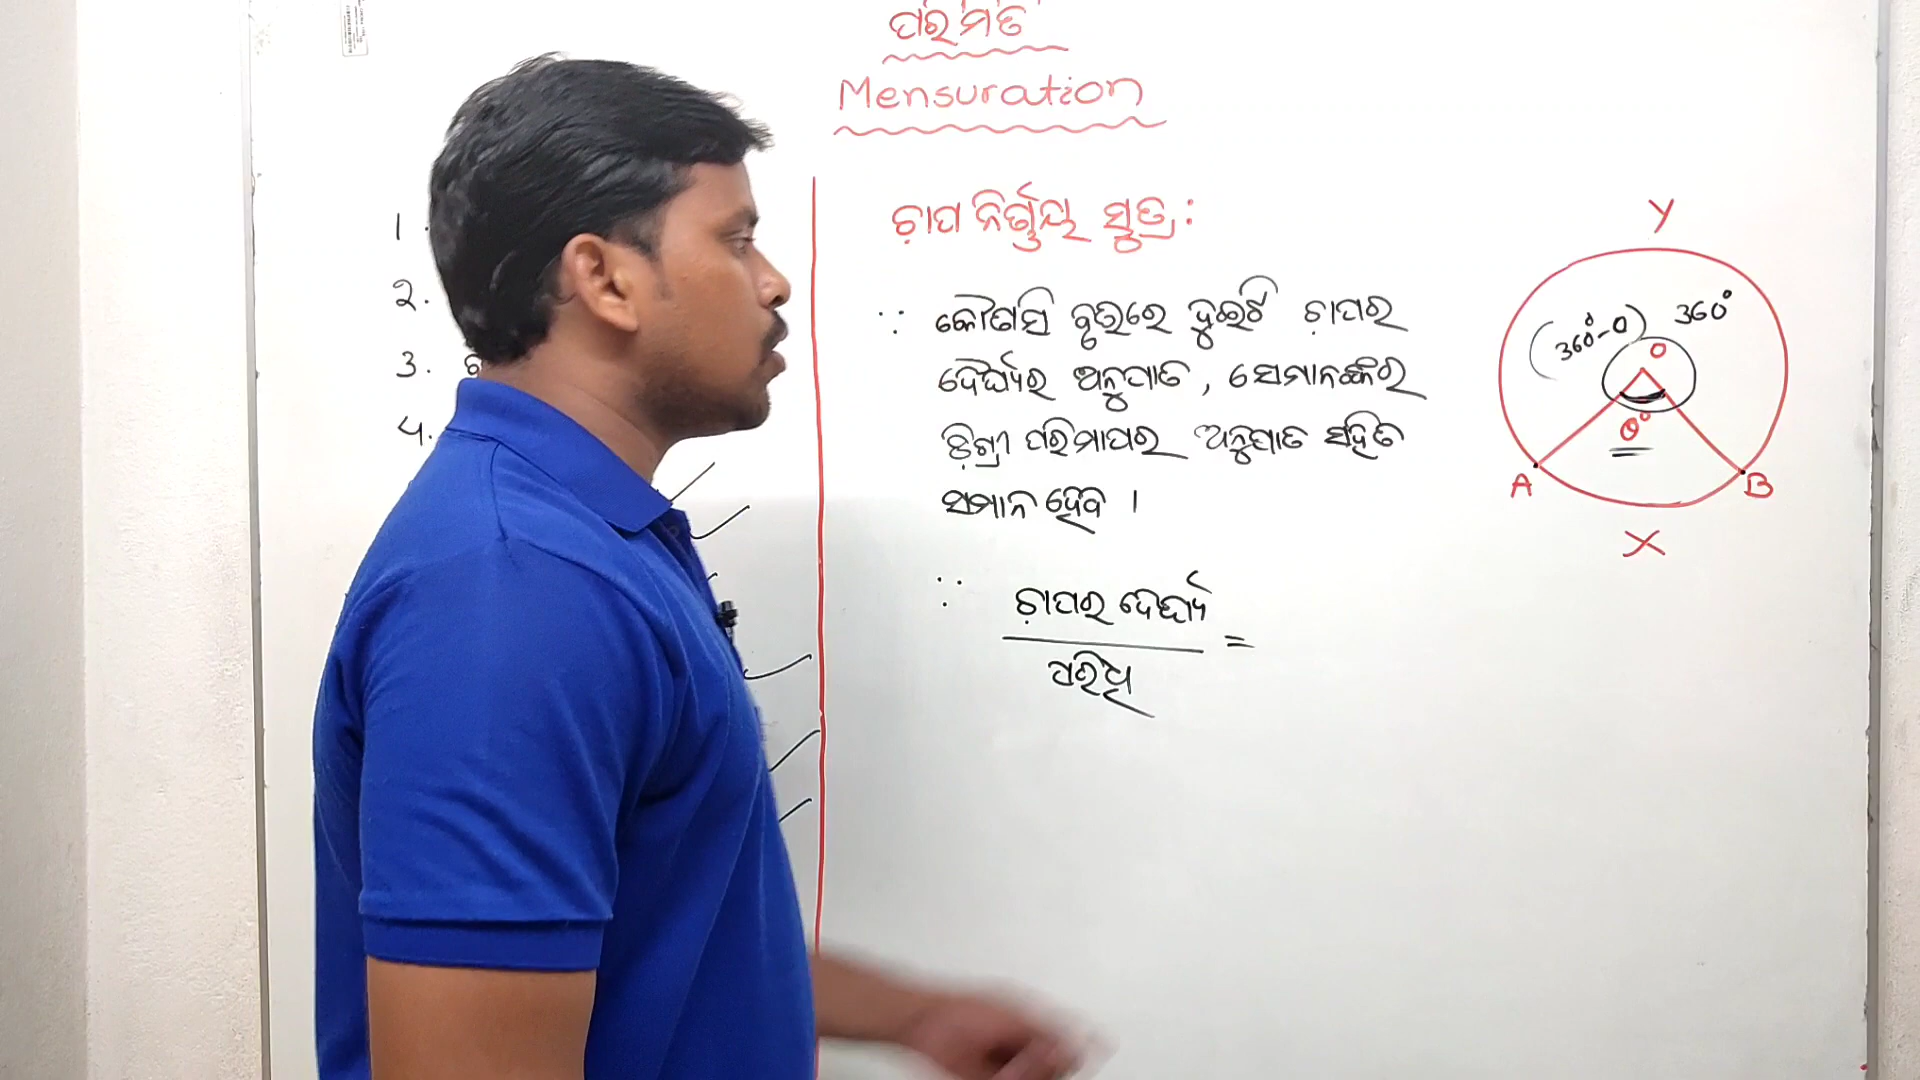 ପରିମିତି
Mensuration
1.
2.
3.
4.
ଚାପ ନିର୍ଣ୍ଣୟ ସୂତ୍ର :
∵ କୌଣସି ବୃତ୍ତରେ ଦୁଇଟି ଚାପର
ଦୈର୍ଘ୍ୟର ଅନୁପାତ , ସେମାନଙ୍କର
ଡ଼ିଗ୍ରୀ ପରିମାପର ଅନୁପାତ ସହିତ
ସମାନ ହେବ ।
∵ ଚାପର ଦୈର୍ଘ୍ୟ =
ପରିଧି
Y
(360°-θ) 360°
O
θ°
A B
X